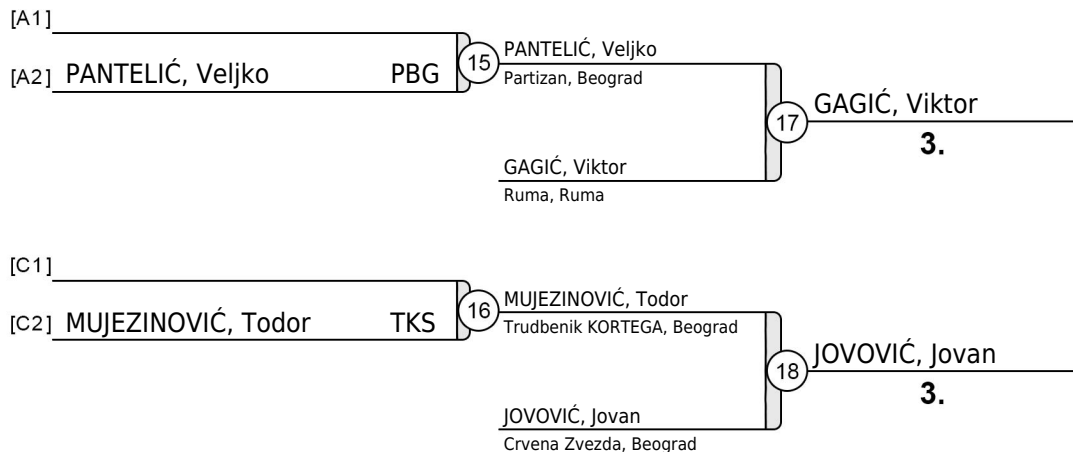 [A1]
[A2] PANTELIĆ, Veljko PBG
15
PANTELIĆ, Veljko
Partizan, Beograd
17
GAGIĆ, Viktor
3.
GAGIĆ, Viktor
Ruma, Ruma
[C1]
[C2] MUJEZINOVIĆ, Todor TKS
16
MUJEZINOVIĆ, Todor
Trudbenik KORTEGA, Beograd
18
JOVOVIĆ, Jovan
3.
JOVOVIĆ, Jovan
Crvena Zvezda, Beograd